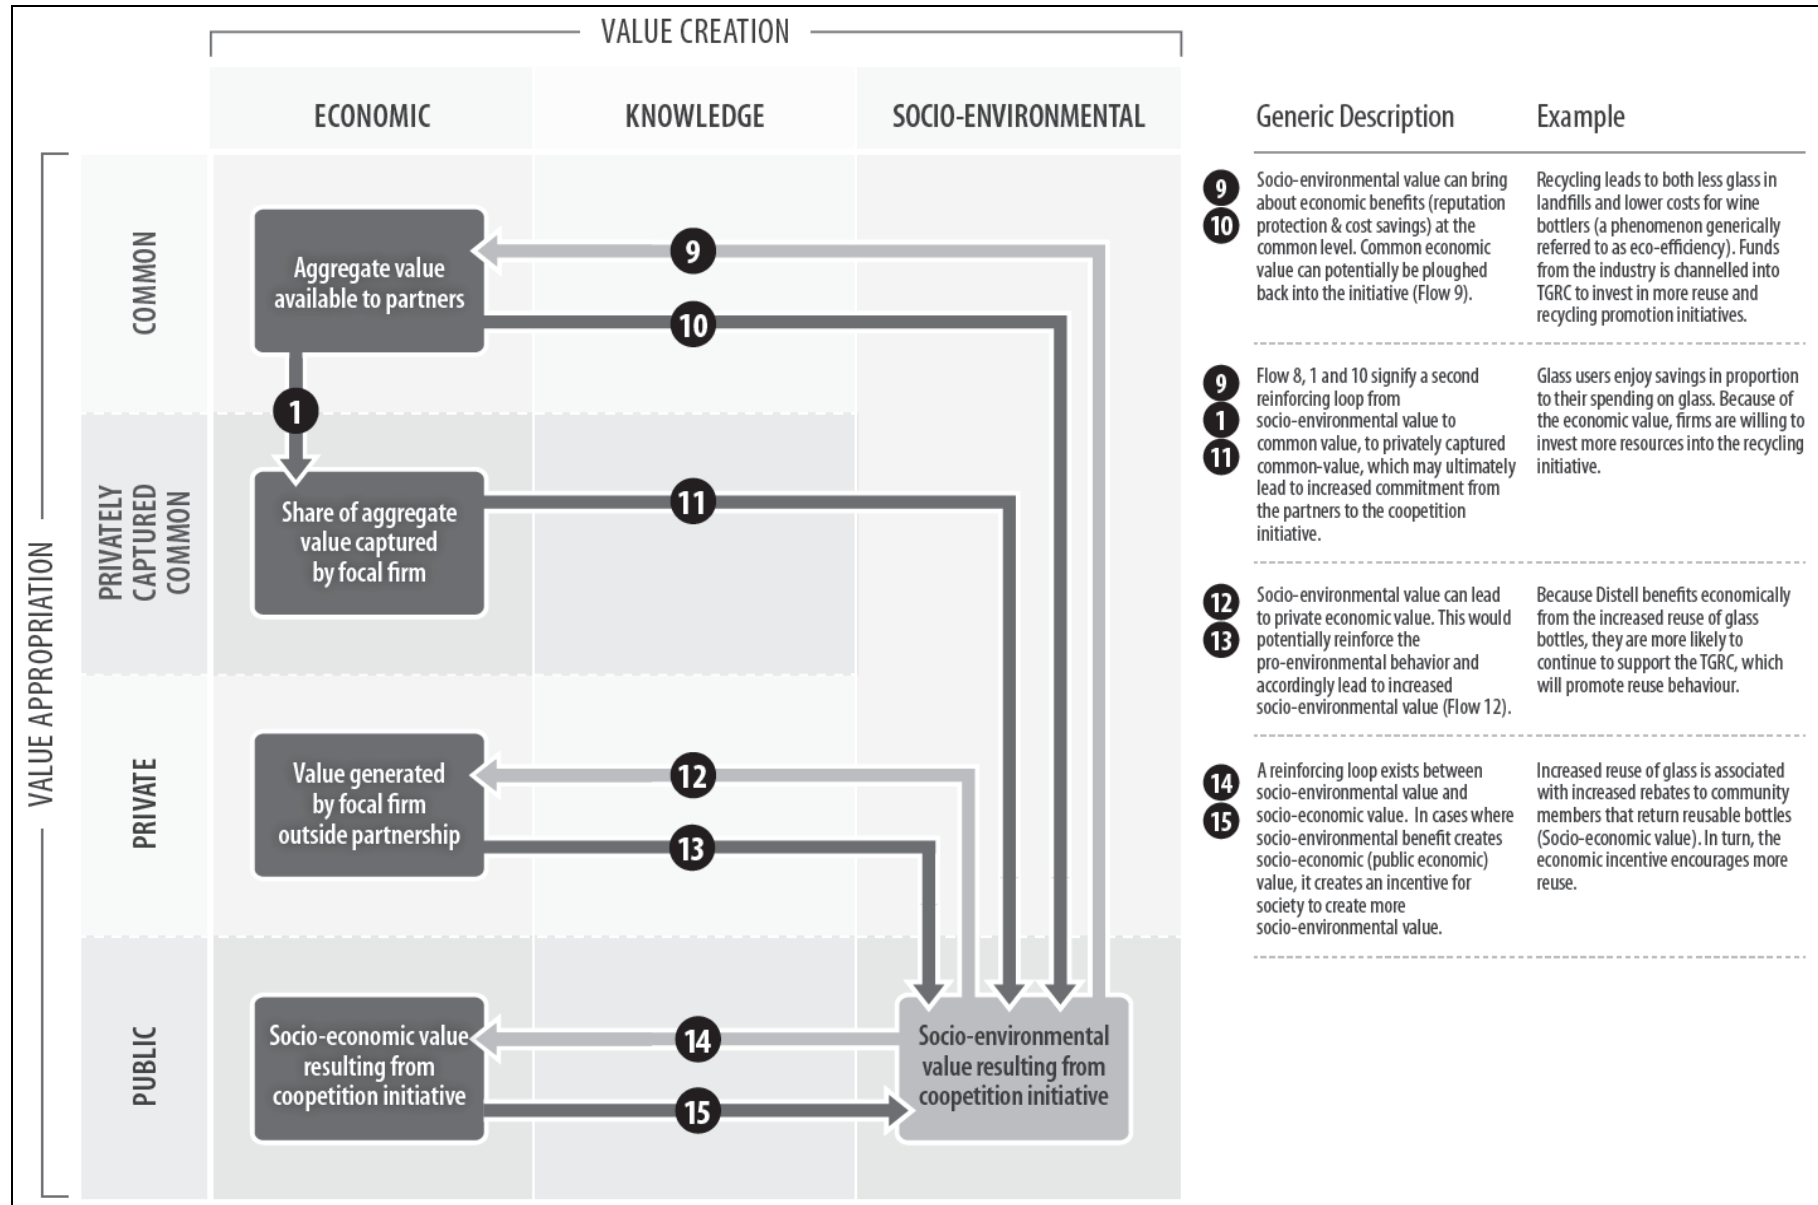 VALUE CREATION
ECONOMIC
KNOWLEDGE
SOCIO-ENVIRONMENTAL
VALUE APPROPRIATION
COMMON
Aggregate value
available to partners
9
10
1
PRIVATELY
CAPTURED
COMMON
Share of aggregate
value captured
by focal firm
11
PRIVATE
Value generated
by focal firm
outside partnership
12
13
PUBLIC
Socio-economic value
resulting from
coopetition initiative
14
15
Socio-environmental
value resulting from
coopetition initiative
Generic Description
Example
9
10
Socio-environmental value can bring
about economic benefits (reputation
protection & cost savings) at the
common level. Common economic
value can potentially be ploughed
back into the initiative (Flow 9).
Recycling leads to both less glass in
landfills and lower costs for wine
bottlers (a phenomenon generically
referred to as eco-efficiency). Funds
from the industry is channelled into
TGRC to invest in more reuse and
recycling promotion initiatives.
9
1
11
Flow 8, 1 and 10 signify a second
reinforcing loop from
socio-environmental value to
common value, to privately captured
common-value, which may ultimately
lead to increased commitment from
the partners to the coopetition
initiative.
Glass users enjoy savings in proportion
to their spending on glass. Because of
the economic value, firms are willing to
invest more resources into the recycling
initiative.
12
13
Socio-environmental value can lead
to private economic value. This would
potentially reinforce the
pro-environmental behavior and
accordingly lead to increased
socio-environmental value (Flow 12).
Because Distell benefits economically
from the increased reuse of glass
bottles, they are more likely to
continue to support the TGRC, which
will promote reuse behaviour.
14
15
A reinforcing loop exists between
socio-environmental value and
socio-economic value. In cases where
socio-environmental benefit creates
socio-economic (public economic)
value, it creates an incentive for
society to create more
socio-environmental value.
Increased reuse of glass is associated
with increased rebates to community
members that return reusable bottles
(Socio-economic value). In turn, the
economic incentive encourages more
reuse.